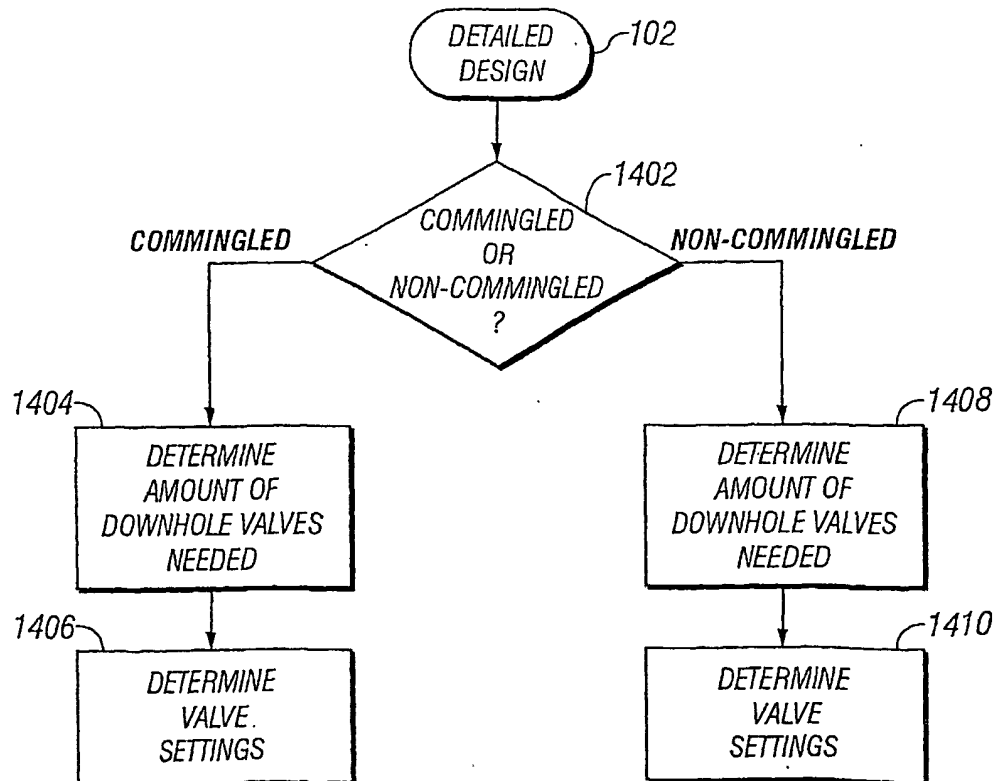 DETAILED
DESIGN
102
1402
COMMINGLED
OR
NON-COMMINGLED
?
COMMINGLED
NON-COMMINGLED
1404
DETERMINE
AMOUNT OF
DOWNHOLE VALVES
NEEDED
1408
DETERMINE
AMOUNT OF
DOWNHOLE VALVES
NEEDED
1406
DETERMINE
VALVE.
SETTINGS
1410
DETERMINE
VALVE
SETTINGS